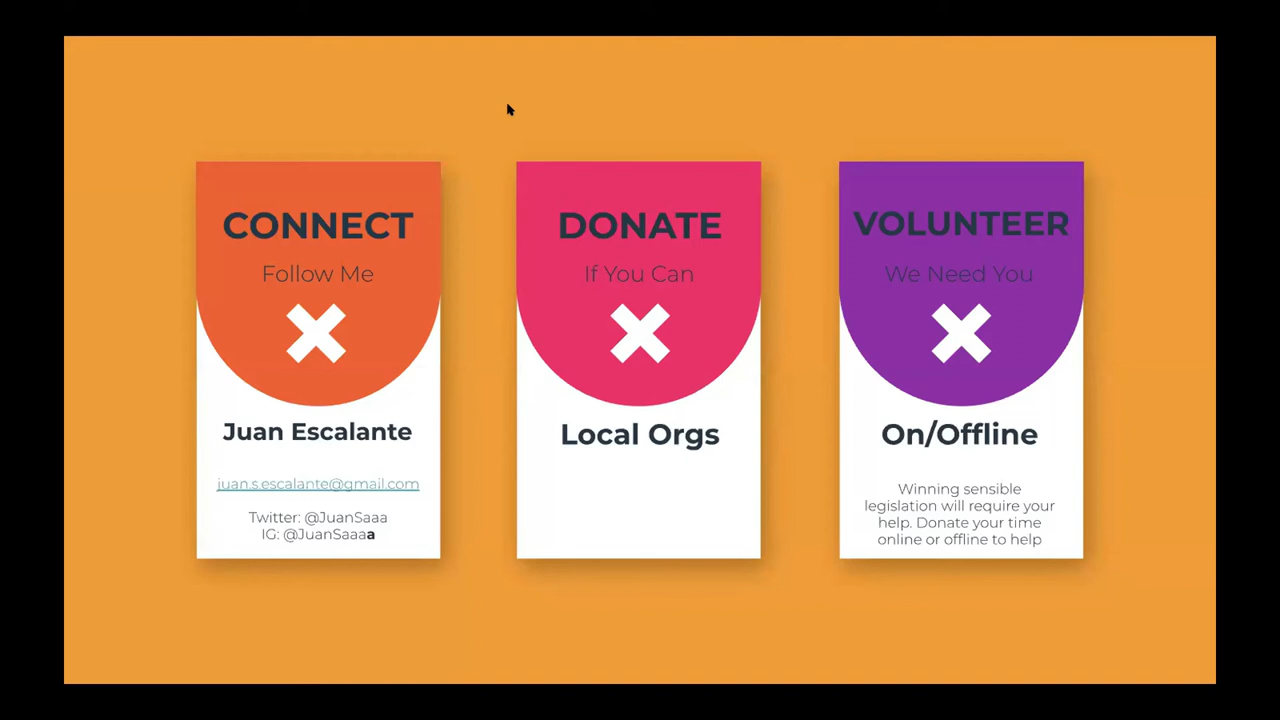 CONNECT
Follow Me
Juan Escalante
juan.s.escalante@gmail.com
Twitter: @JuanSaaa
IG: @JuanSaaaa
DONATE
If You Can
Local Orgs
VOLUNTEER
We Need You
On/Offline
Winning sensible
legislation will require your
help. Donate your time
online or offline to help